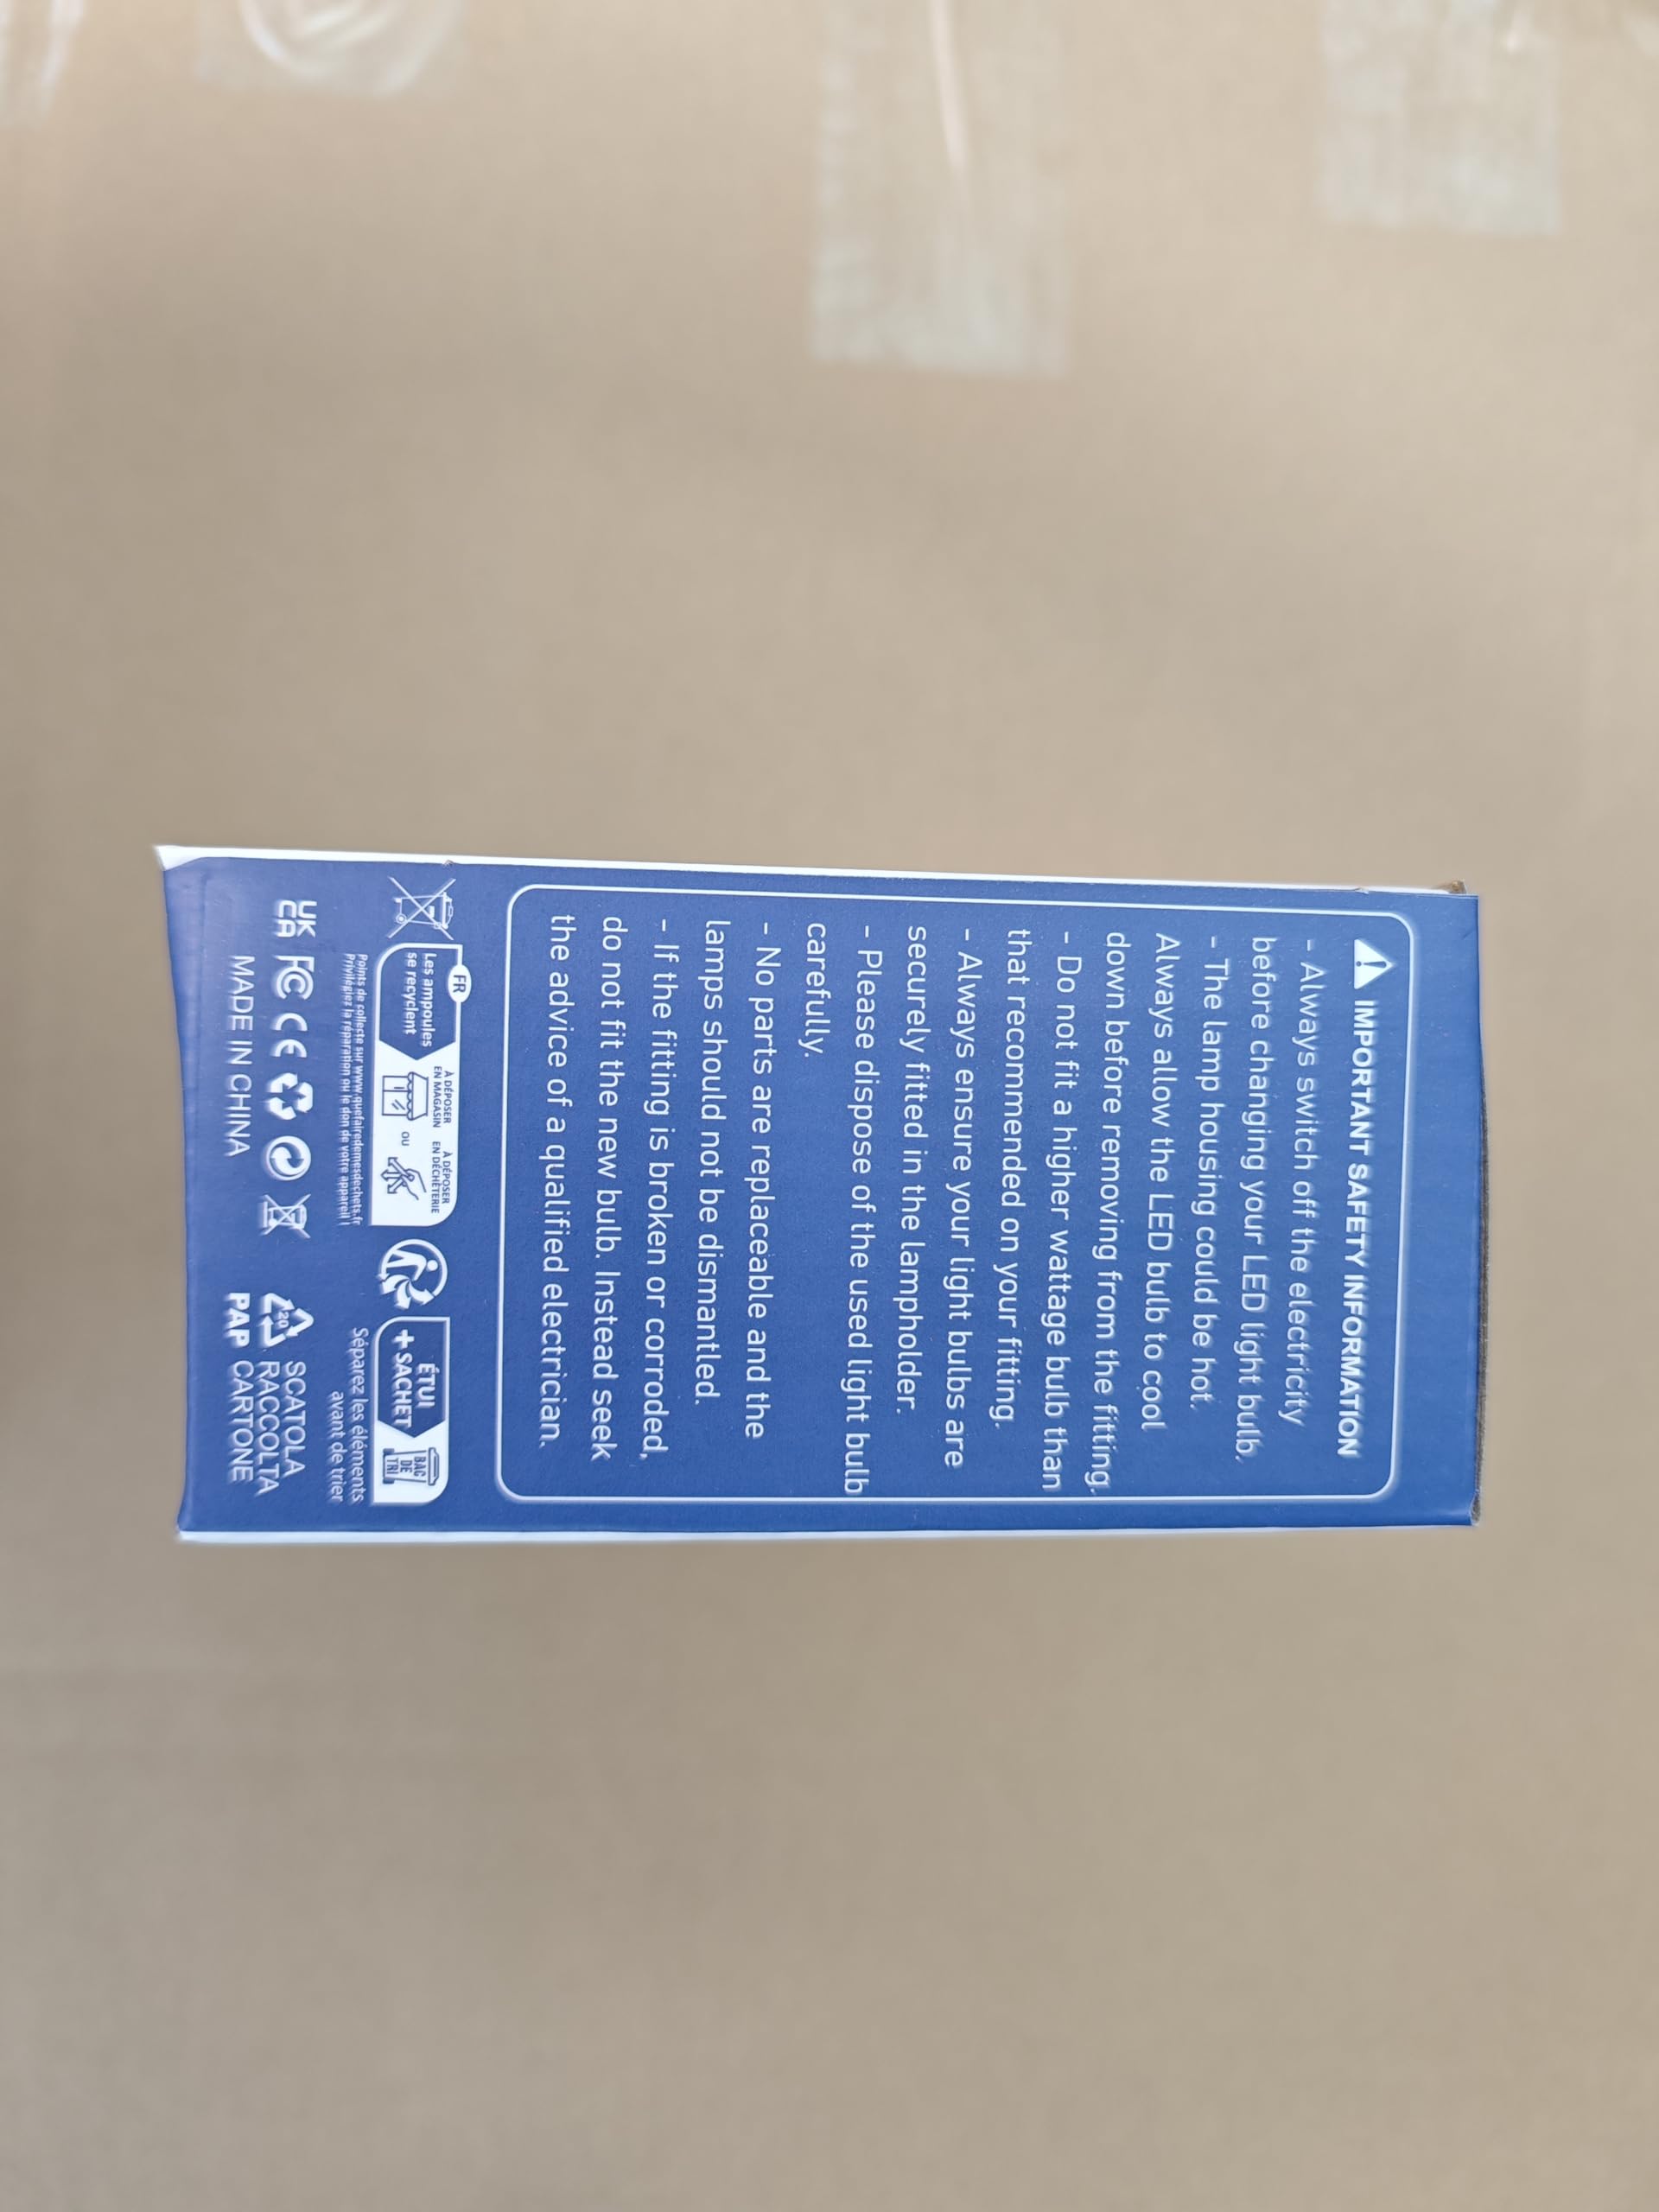 IMPORTANT SAFETY INFORMATION
- Always switch off the electricity
before changing your LED light bulb.
- The lamp housing could be hot.
Always allow the LED bulb to cool
down before removing from the fitting.
- Do not fit a higher wattage bulb than
that recommended on your fitting.
- Always ensure your light bulbs are
securely fitted in the lampholder.
- Please dispose of the used light bulb
carefully.
- No parts are replaceable and the
lamps should not be dismantled.
- If the fitting is broken or corroded,
do not fit the new bulb. Instead seek
the advice of a qualified electrician.
FR
Les ampoules
se recyclent
À DÉPOSER
EN MAGASIN
OU
À DÉPOSER
EN DÉCHÈTERIE
Points de collecte sur www.quefairedemesdechets.fr
Privilégiez la réparation ou le don de votre appareil !
ÉTUI
+ SACHET
BAC
DE
TRI
Séparez les éléments
avant de trier
UK
CA
FC CE
MADE IN CHINA
20
PAP
SCATOLA
RACCOLTA
CARTONE